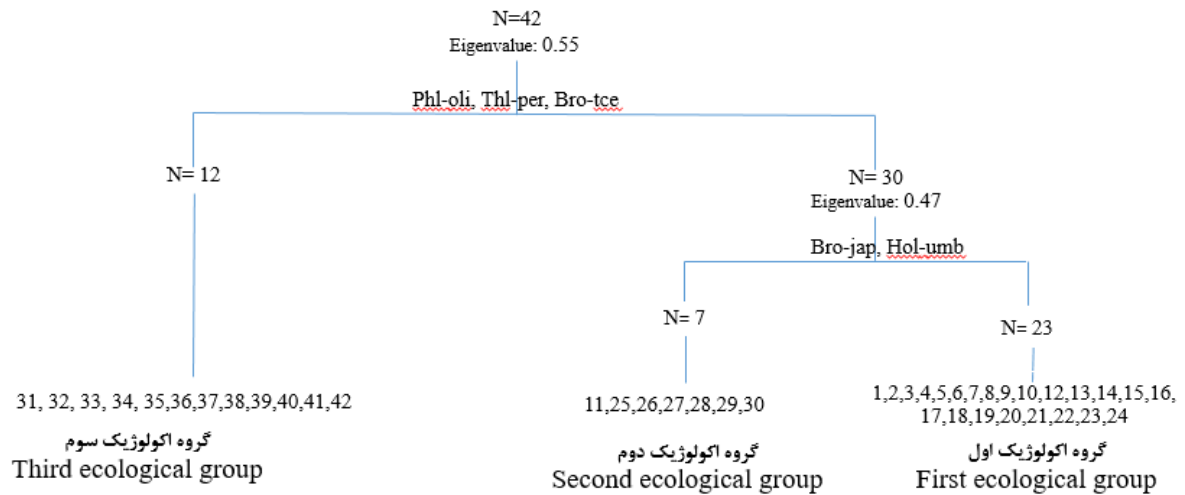 N=42
Eigenvalue: 0.55
Phl-oli, Thl-per, Bro-tce
N= 12
N= 30
Eigenvalue: 0.47
Bro-jap, Hol-umb
N= 7
N= 23
31, 32, 33, 34, 35,36,37,38,39,40,41,42
گروه اکولوژیک سوم
Third ecological group
11,25,26,27,28,29,30
گروه اکولوژیک دوم
Second ecological group
1,2,3,4,5,6,7,8,9,10,12,13,14,15,16,
17,18,19,20,21,22,23,24
گروه اکولوژیک اول
First ecological group